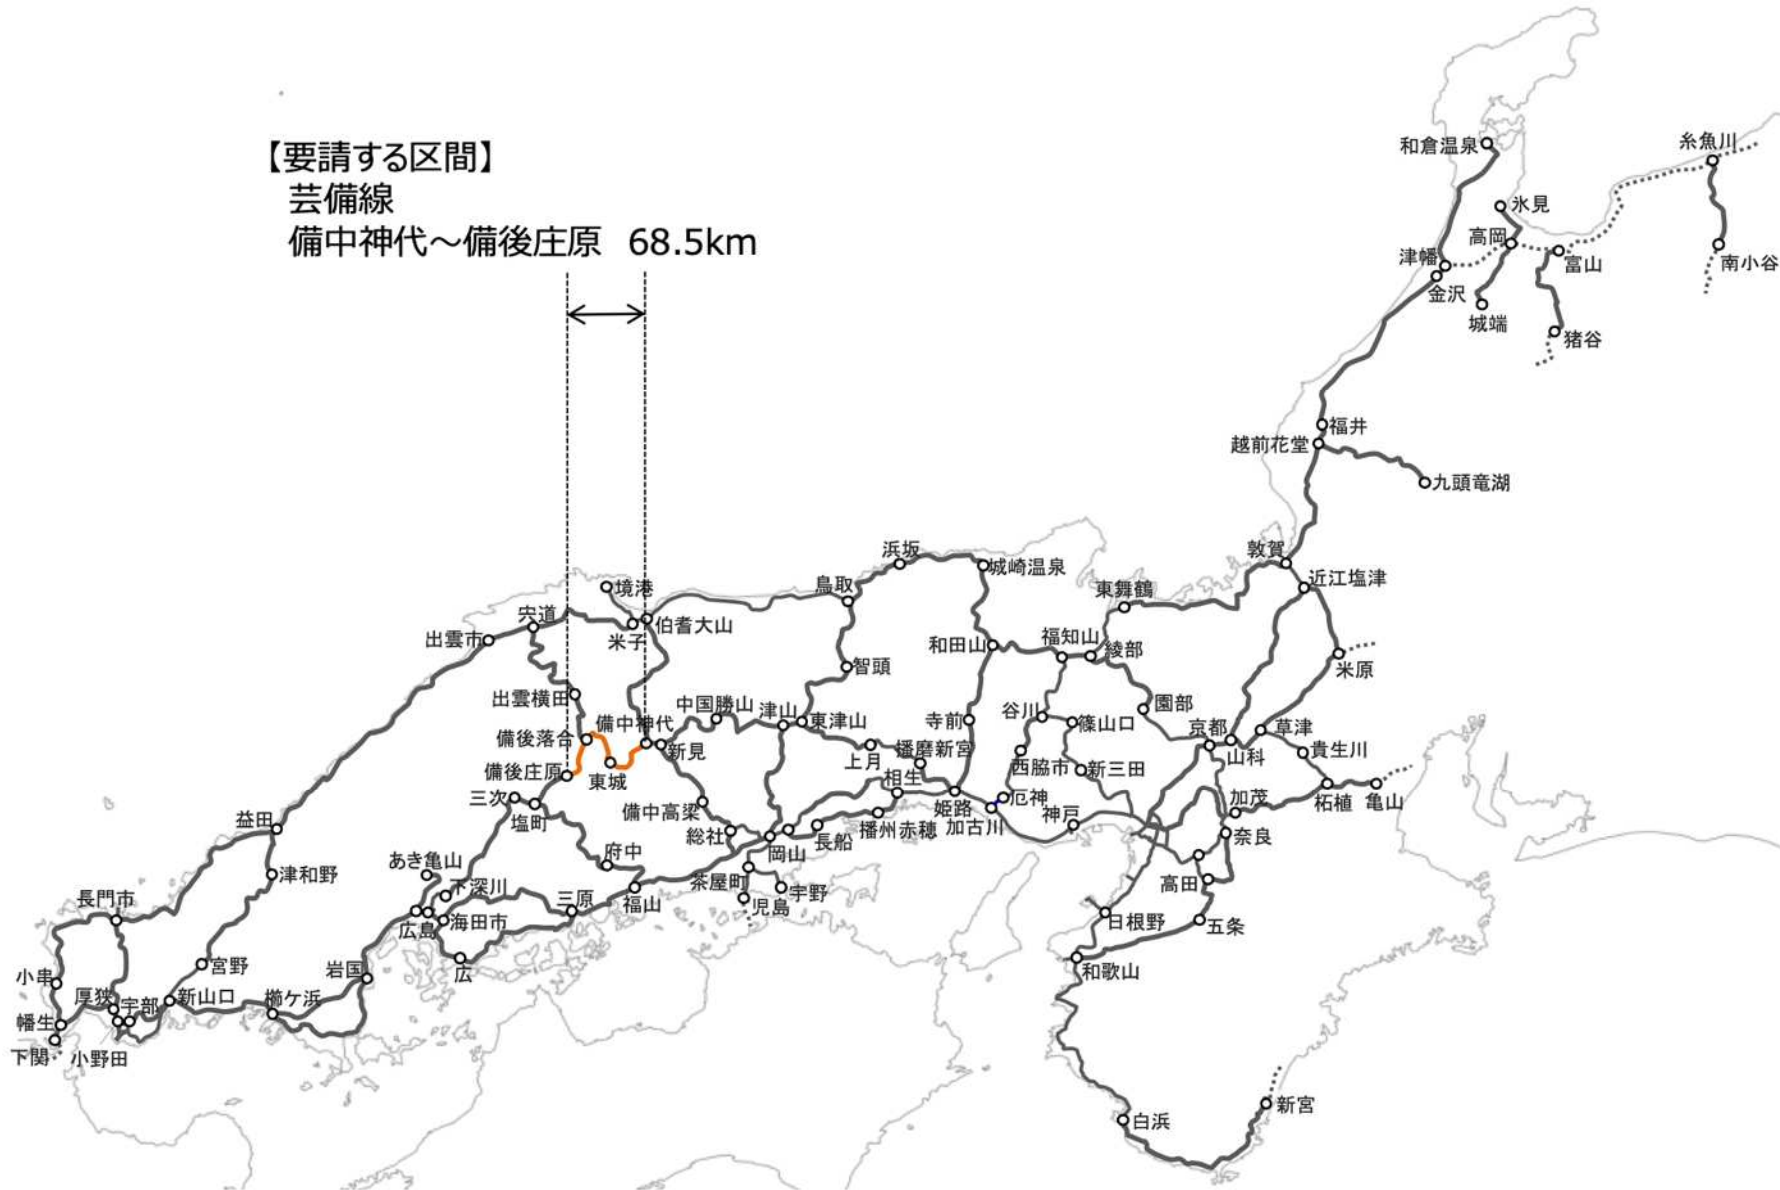 【要請する区間】
芸備線
備中神代～備後庄原 68.5km
和倉温泉
糸魚川
氷見
高岡
津幡
富山
南小谷
金沢
城端
猪谷
福井
越前花堂
九頭竜湖
敦賀
近江塩津
浜坂
城崎温泉
東舞鶴
鳥取
境港
宍道
伯耆大山
米子
出雲市
和田山
福知山
綾部
米原
智頭
出雲横田
中国勝山
津山
東津山
寺前
谷川
篠山口
園部
京都
山科
草津
貴生川
備中神代
新見
備後落合
東城
備後庄原
上月
播磨新宮
西脇市
新三田
相生
姫路
加古川
厄神
神戸
加茂
柘植
亀山
三次
塩町
備中高梁
総社
岡山
長船
播州赤穂
奈良
益田
あき亀山
下深川
府中
三原
福山
茶屋町
宇野
児島
高田
日根野
五条
津和野
長門市
広島
海田市
広
和歌山
小串
宮野
岩国
厚狭
宇部
新山口
櫛ケ浜
幡生
下関
小野田
白浜
新宮